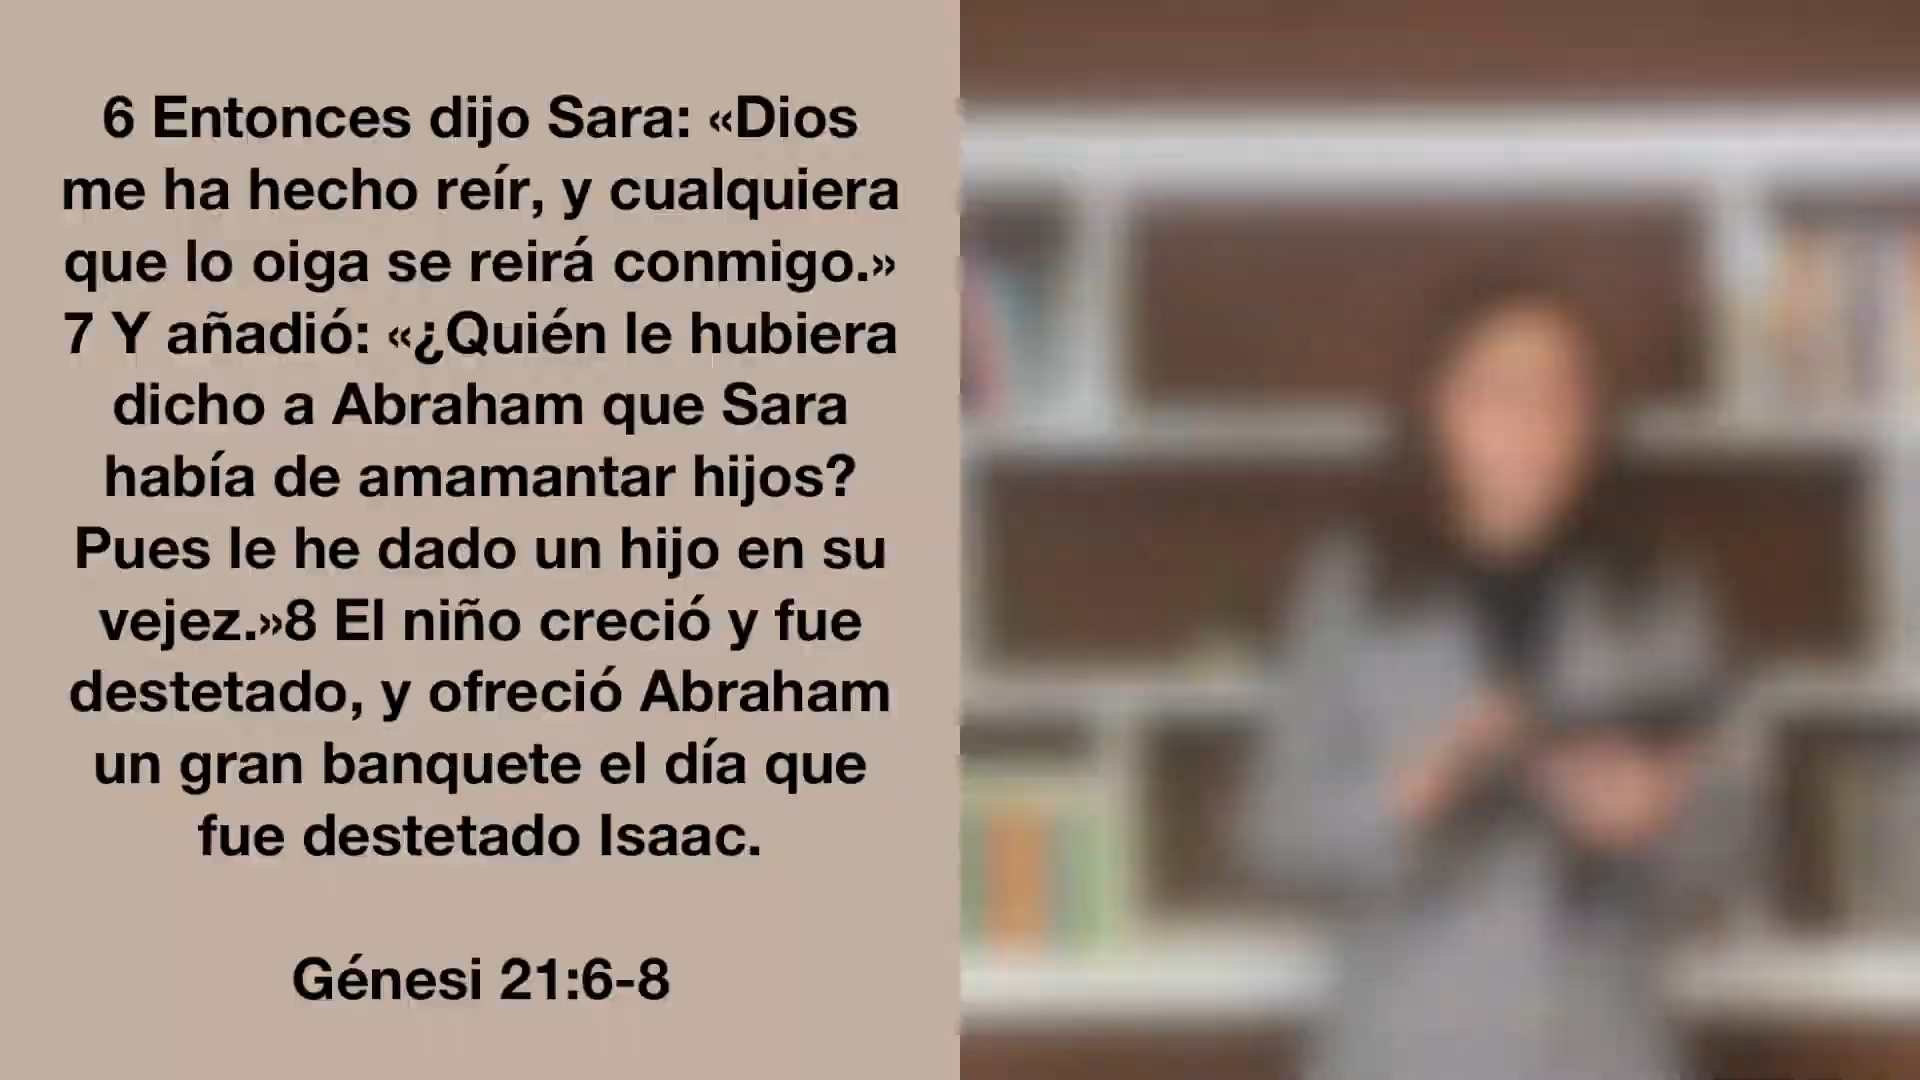 6 Entonces dijo Sara: «Dios
me ha hecho reír, y cualquiera
que lo oiga se reirá conmigo.»
7 Y añadió: «¿Quién le hubiera
dicho a Abraham que Sara
había de amamantar hijos?
Pues le he dado un hijo en su
vejez.»8 El niño creció y fue
destetado, y ofreció Abraham
un gran banquete el día que
fue destetado Isaac.
Génesi 21:6-8